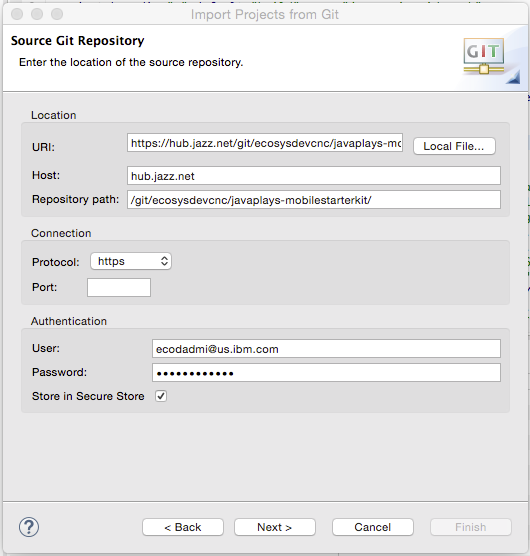 Import Projects from Git
Source Git Repository
Enter the location of the source repository.
GIT
Location
URI: https://hub.jazz.net/git/ecosysdevcnc/javaplays-mo Local File...
Host: hub.jazz.net
Repository path: /git/ecosysdevcnc/javaplays-mobilestarterkit/
Connection
Protocol: https
Port:
Authentication
User: ecodadmi@us.ibm.com
Password: ••••••••••••
Store in Secure Store
? < Back Next > Cancel Finish